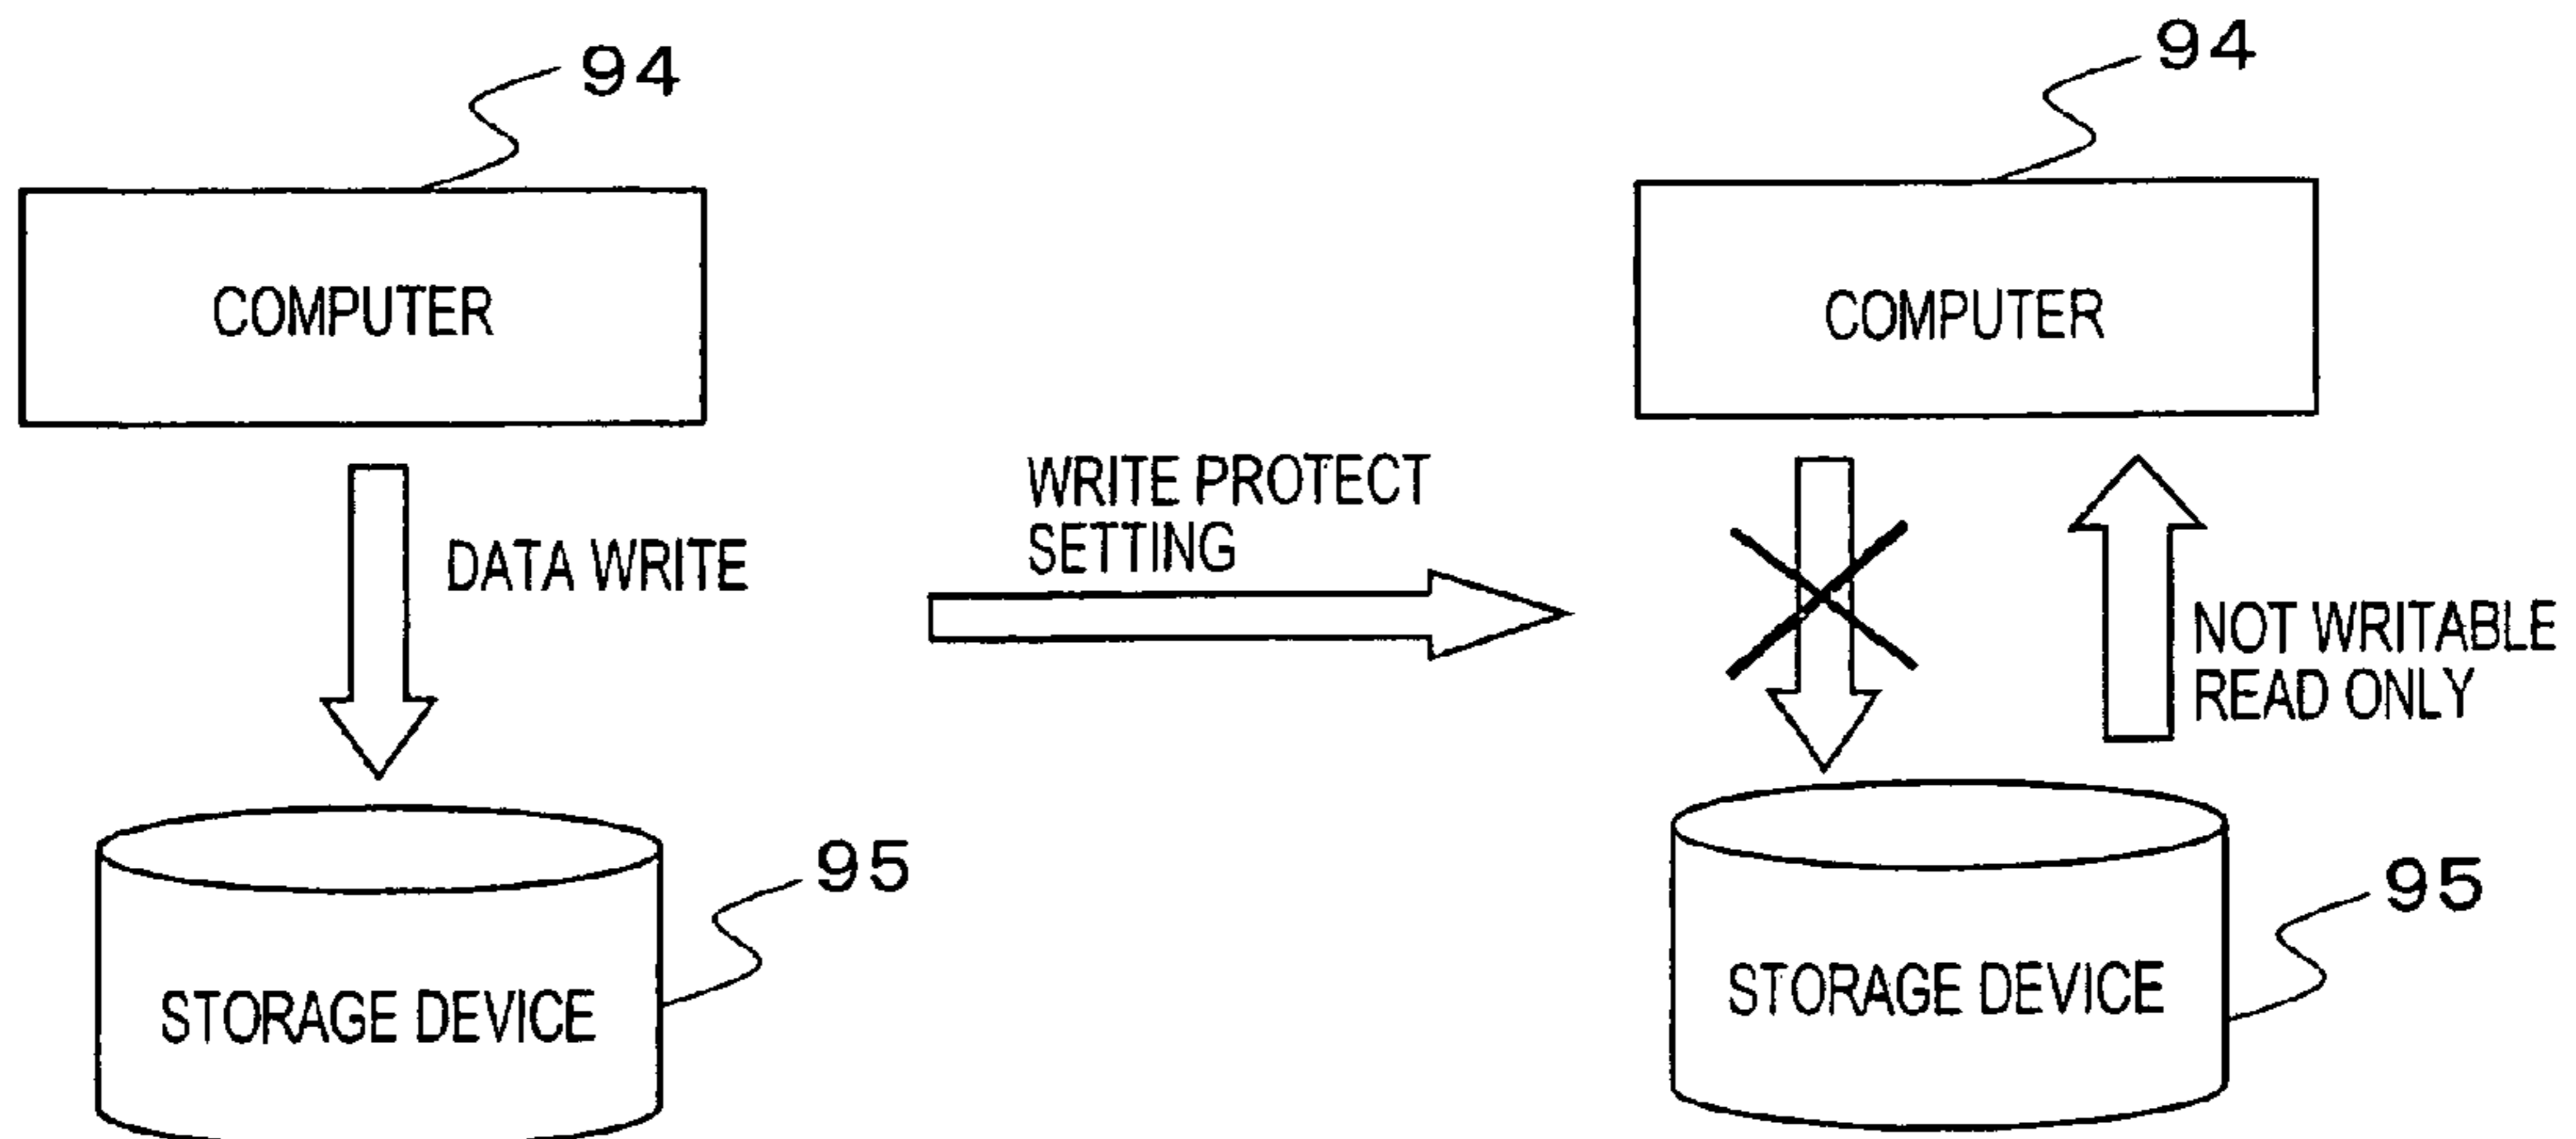 94
COMPUTER
DATA WRITE
95
STORAGE DEVICE
WRITE PROTECT
SETTING
94
COMPUTER
NOT WRITABLE
READ ONLY
95
STORAGE DEVICE